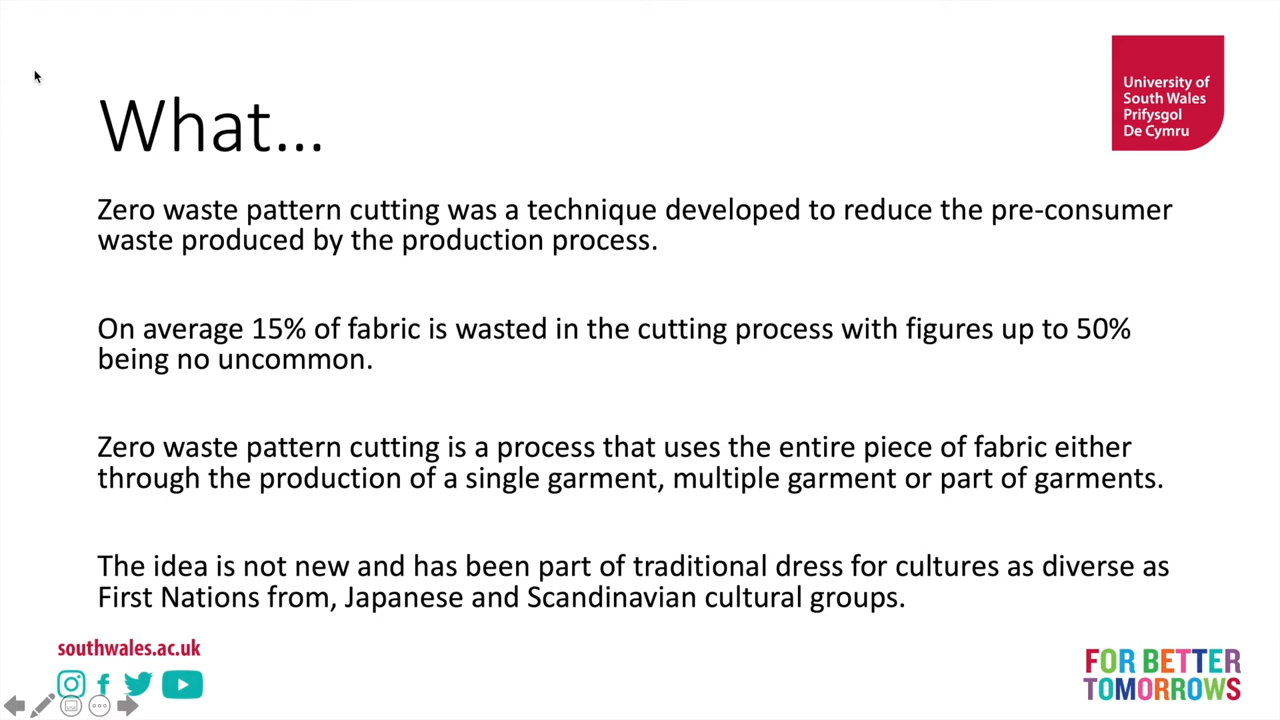 What...
University of
South Wales
Prifysgol
De Cymru
Zero waste pattern cutting was a technique developed to reduce the pre-consumer
waste produced by the production process.
On average 15% of fabric is wasted in the cutting process with figures up to 50%
being no uncommon.
Zero waste pattern cutting is a process that uses the entire piece of fabric either
through the production of a single garment, multiple garment or part of garments.
The idea is not new and has been part of traditional dress for cultures as diverse as
First Nations from, Japanese and Scandinavian cultural groups.
southwales.ac.uk
FOR BETTER
TOMORROWS